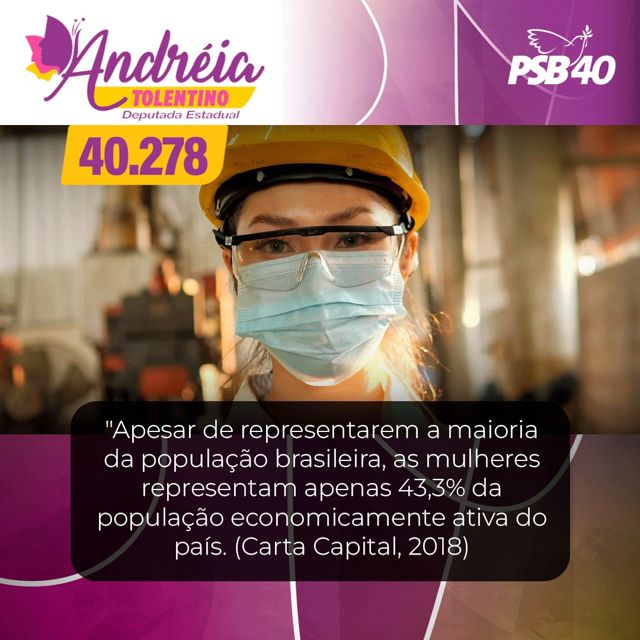 Andréia
TOLENTINO
Deputada Estadual
PSB40
40.278
"Apesar de representarem a maioria
da população brasileira, as mulheres
representam apenas 43,3% da
população economicamente ativa do
país. (Carta Capital, 2018)